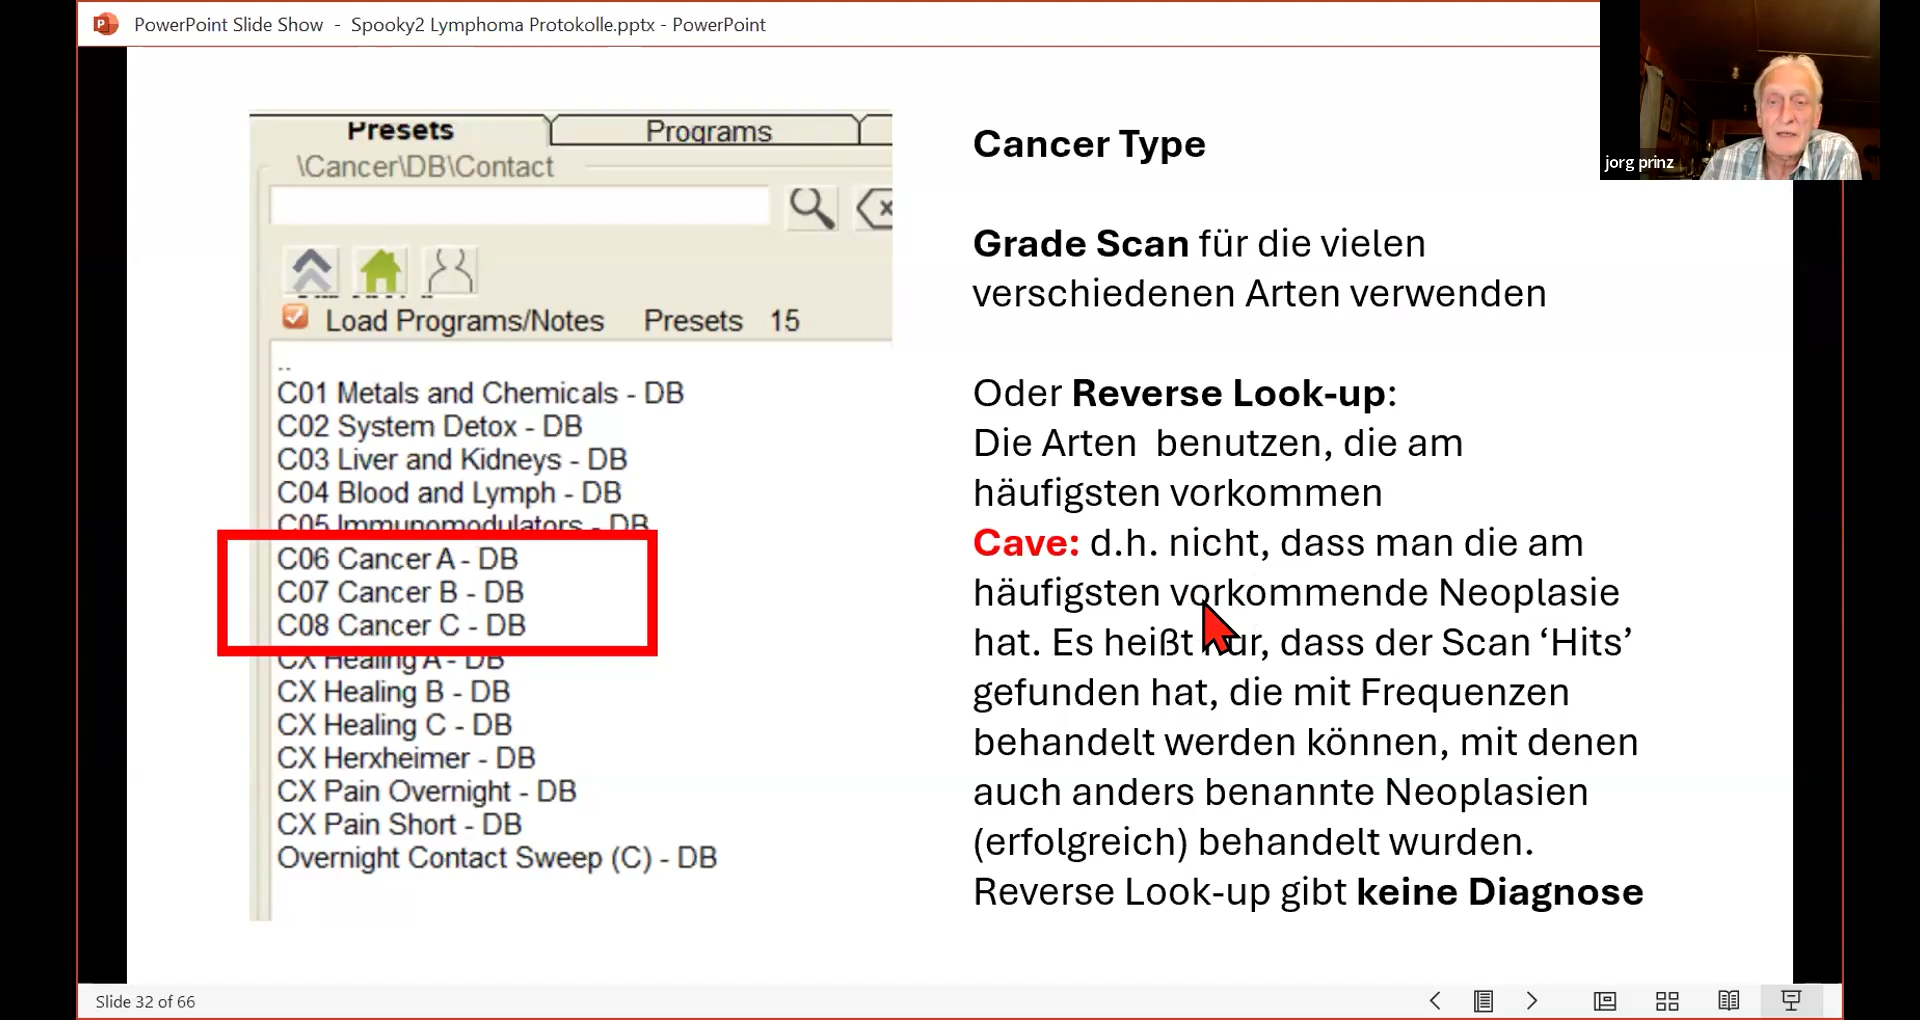 PowerPoint Slide Show - Spooky2 Lymphoma Protokolle.pptx - PowerPoint
jorg prinz
Presets
Programs
\Cancer\DB\Contact
Load Programs/Notes Presets 15
..
C01 Metals and Chemicals - DB
C02 System Detox - DB
C03 Liver and Kidneys - DB
C04 Blood and Lymph - DB
C05 Immunomodulators - DB
C06 Cancer A - DB
C07 Cancer B - DB
C08 Cancer C - DB
CX Healing A - DB
CX Healing B - DB
CX Healing C - DB
CX Herxheimer - DB
CX Pain Overnight - DB
CX Pain Short - DB
Overnight Contact Sweep (C) - DB
Cancer Type
Grade Scan für die vielen
verschiedenen Arten verwenden
Oder Reverse Look-up:
Die Arten benutzen, die am
häufigsten vorkommen
Cave: d.h. nicht, dass man die am
häufigsten vorkommende Neoplasie
hat. Es heißt nur, dass der Scan ‘Hits’
gefunden hat, die mit Frequenzen
behandelt werden können, mit denen
auch anders benannte Neoplasien
(erfolgreich) behandelt wurden.
Reverse Look-up gibt keine Diagnose
Slide 32 of 66